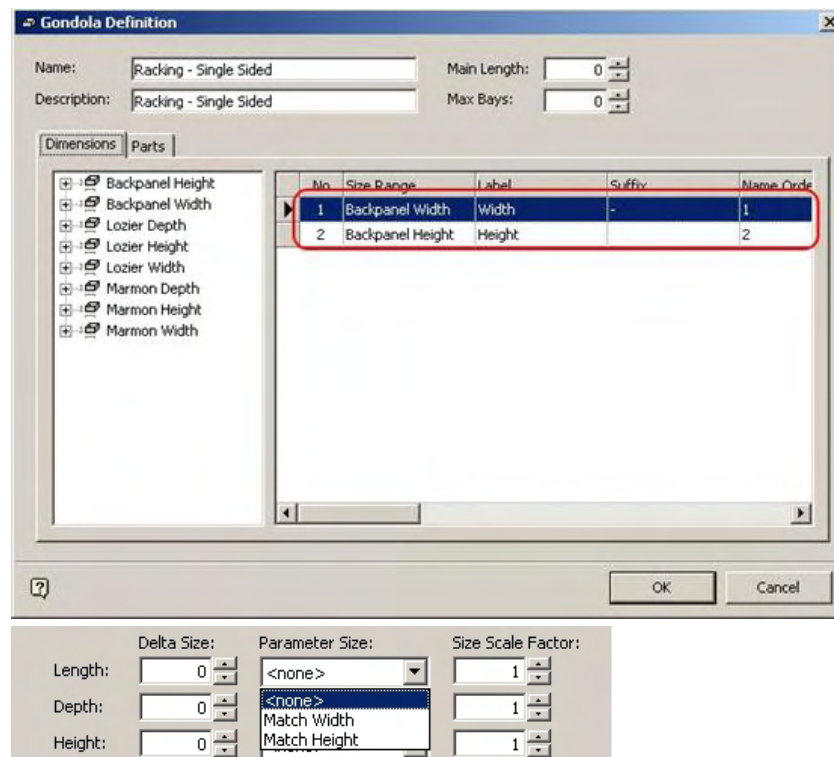 Gondola Definition
Name: Racking - Single Sided Main Length: 0
Description: Racking - Single Sided Max Bays: 0
Dimensions Parts
Backpanel Height
Backpanel Width
Lozier Depth
Lozier Height
Lozier Width
Marmon Depth
Marmon Height
Marmon Width
No Size Range Label Suffix Name Orde
1 Backpanel Width Width - 1
2 Backpanel Height Height 2
OK Cancel
Delta Size: Parameter Size: Size Scale Factor:
Length: 0 <none> 1
Depth: 0 <none> 1
Match Width
Height: 0 Match Height 1